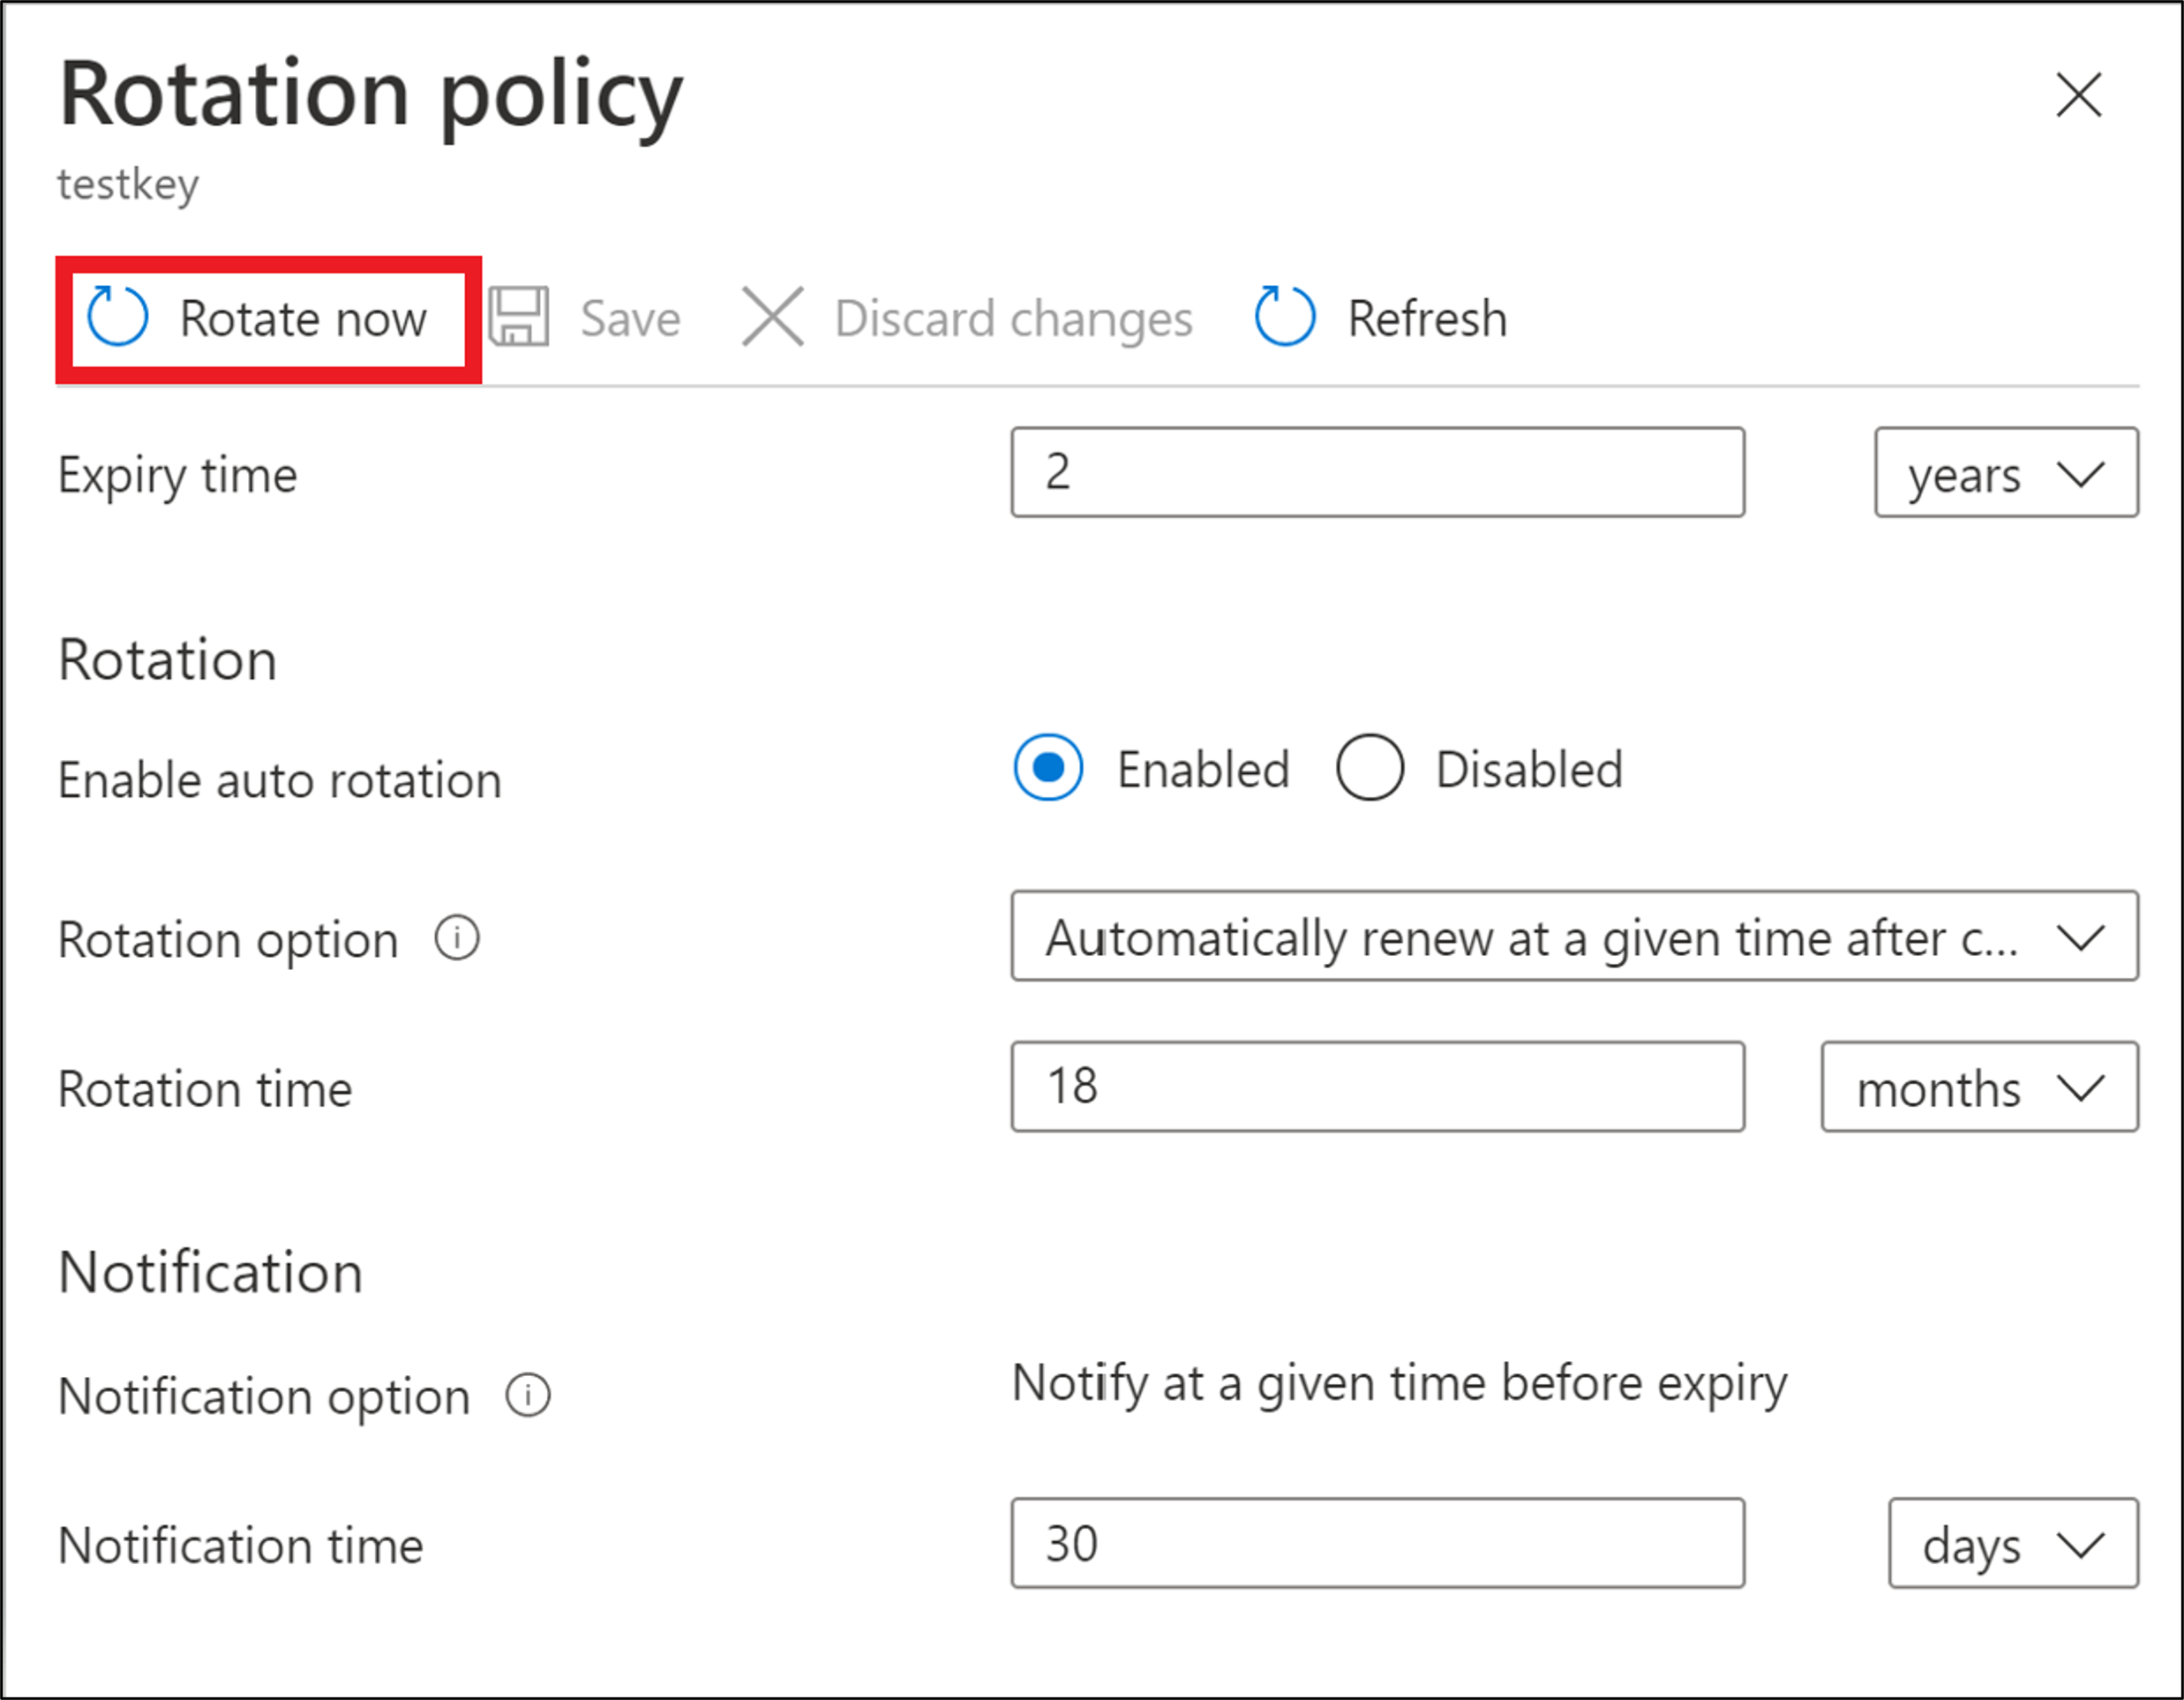 Rotation policy
testkey
Rotate now Save Discard changes Refresh
Expiry time 2 years
Rotation
Enable auto rotation Enabled Disabled
Rotation option Automatically renew at a given time after c...
Rotation time 18 months
Notification
Notification option Notify at a given time before expiry
Notification time 30 days